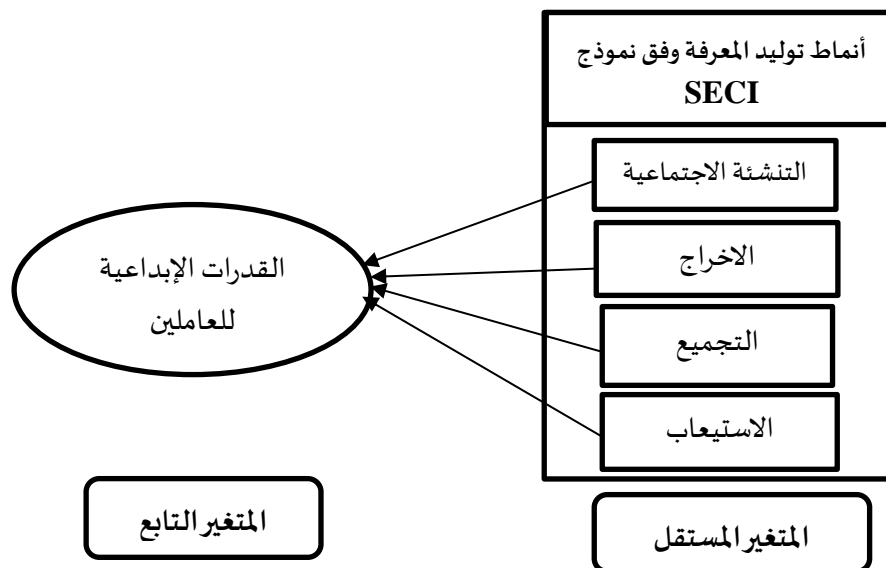 أنماط توليد المعرفة وفق نموذج
SECI
التنشئة الاجتماعية
الاخراج
التجميع
الاستيعاب
القدرات الإبداعية
للعاملين
المتغير المستقل
المتغير التابع